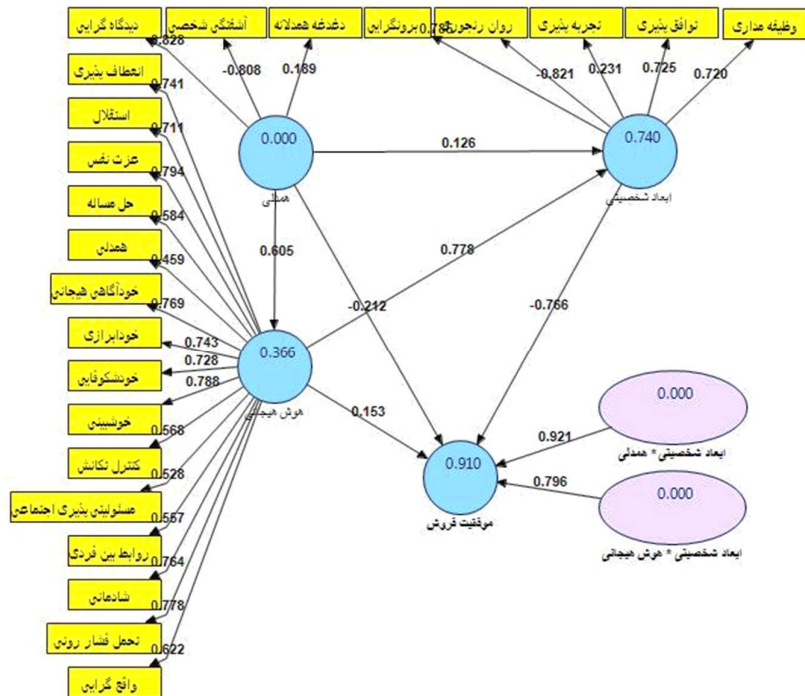 دیدگاه گرایی
آشفتگی شخصی
دغدغه همدلانه
برونگرایی
روان رنجوری
تجربه پذیری
توافق پذیری
وظیفه مداری
0.828
-0.808
0.189
-0.821
0.231
0.725
0.720
انعطاف پذیری
0.741
استقلال
0.711
عزت نفس
0.794
حل مساله
0.584
همدلی
0.459
خودآگاهی هیجانی
0.769
خودابرازی
0.743
خودشکوفایی
0.728
خوشبینی
0.788
کنترل تکانش
0.568
مسئولیتی پذیری اجتماعی
0.528
روابط بین فردی
0.557
شادمانی
0.764
تحمل فشار رونی
0.778
واقع گرایی
0.622
0.000
همدلی
0.126
0.740
ابعاد شخصیتی
0.605
0.778
-0.212
-0.766
0.366
هوش هیجانی
0.153
0.910
موفقیت فروش
0.921
0.000
ابعاد شخصیتی * همدلی
0.796
0.000
ابعاد شخصیتی * هوش هیجانی